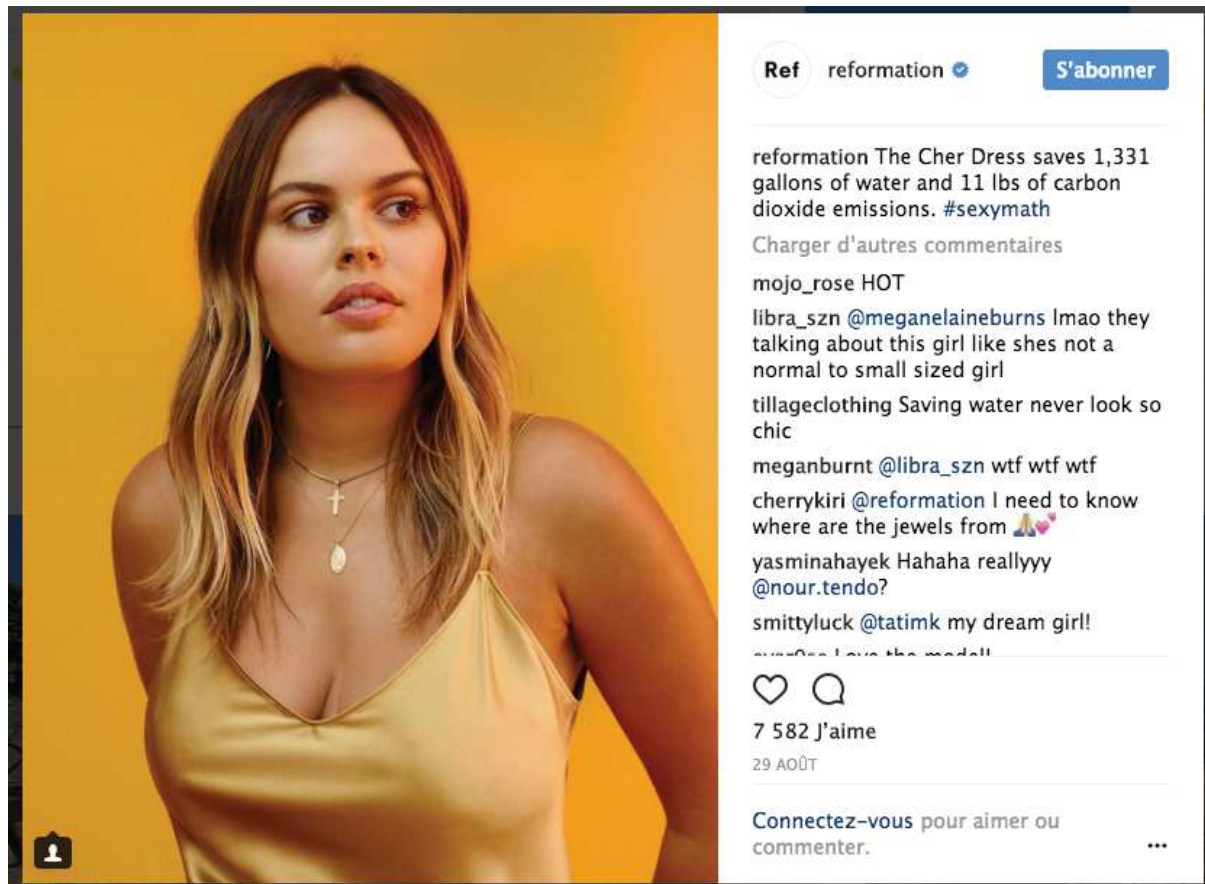 Ref reformation S'abonner
reformation The Cher Dress saves 1,331
gallons of water and 11 lbs of carbon
dioxide emissions. #sexymath
Charger d'autres commentaires
mojo_rose HOT
libra_szn @meganelaineburns lmao they
talking about this girl like shes not a
normal to small sized girl
tillageclothing Saving water never look so
chic
meganburnt @libra_szn wtf wtf wtf
cherrykiri @reformation I need to know
where are the jewels from 🙏💕
yasminahayek Hahaha reallyyy
@nour.tendo?
smittyluck @tatimk my dream girl!
Love the model!
7 582 J'aime
29 AOÛT
Connectez-vous pour aimer ou
commenter.